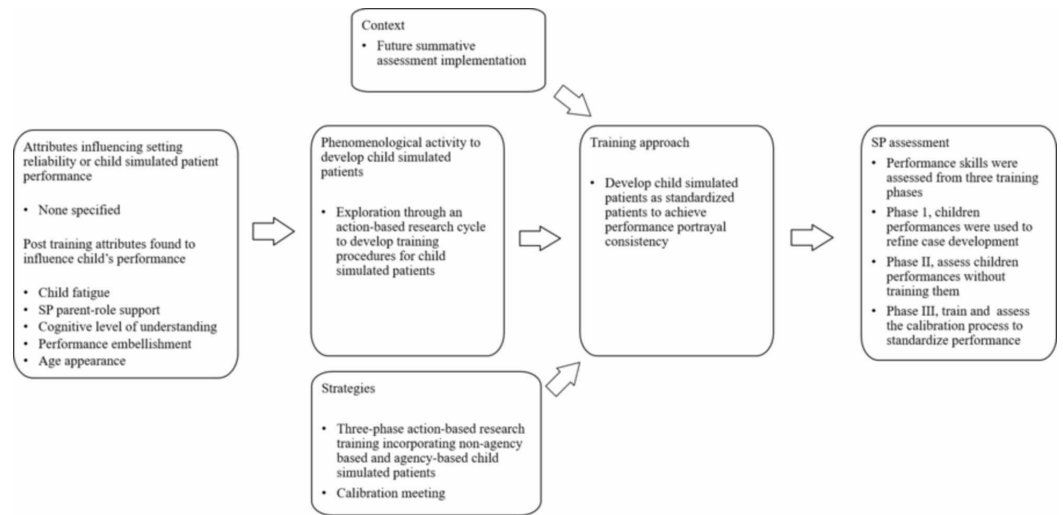 Context
• Future summative
assessment implementation
Attributes influencing setting
reliability or child simulated patient
performance
• None specified
Post training attributes found to
influence child's performance
• Child fatigue
• SP parent-role support
• Cognitive level of understanding
• Performance embellishment
• Age appearance
Phenomenological activity to
develop child simulated
patients
• Exploration through an
action-based research cycle
to develop training
procedures for child
simulated patients
Training approach
• Develop child simulated
patients as standardized
patients to achieve
performance portrayal
consistency
SP assessment
• Performance skills were
assessed from three training
phases
• Phase 1, children
performances were used to
refine case development
• Phase II, assess children
performances without
training them
• Phase III, train and assess
the calibration process to
standardize performance
Strategies
• Three-phase action-based research
training incorporating non-agency
based and agency-based child
simulated patients
• Calibration meeting